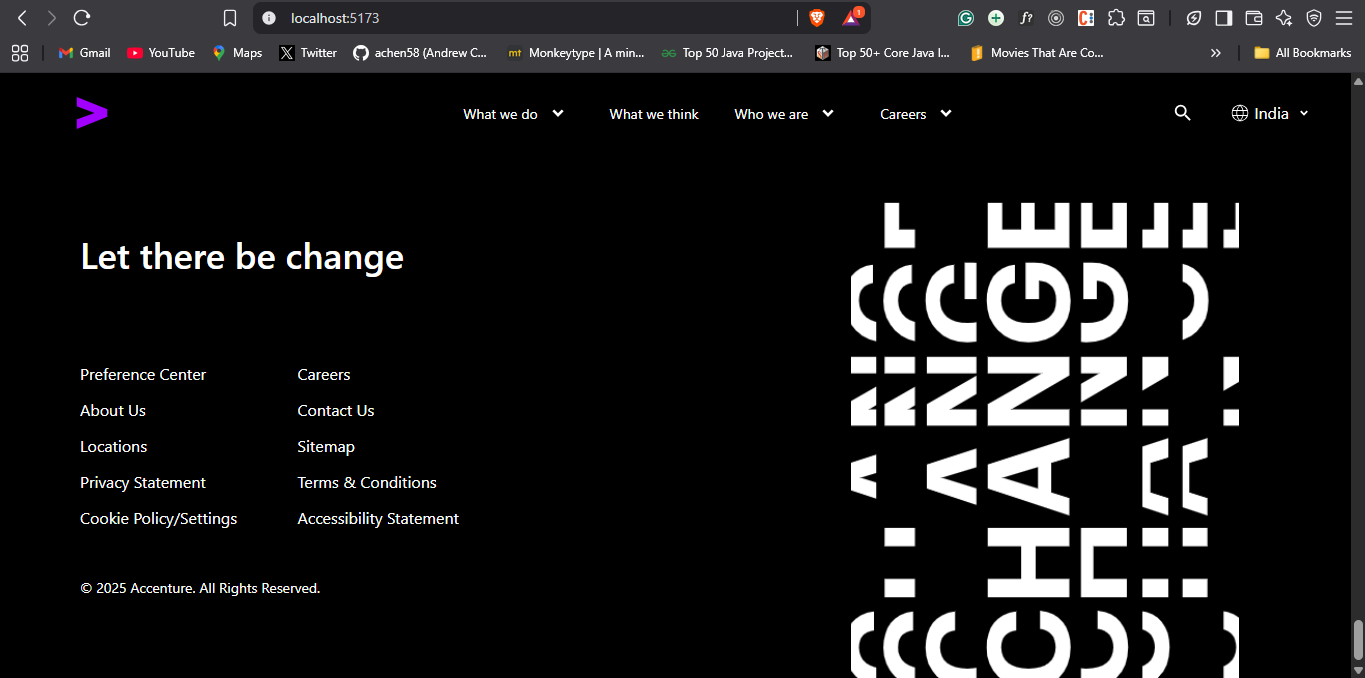 localhost:5173
1
Gmail
YouTube
Maps
Twitter
achen58 (Andrew C...
Monkeytype | A min...
Top 50 Java Project...
Top 50+ Core Java I...
Movies That Are Co...
All Bookmarks
What we do
What we think
Who we are
Careers
India
Let there be change
Preference Center
Careers
About Us
Contact Us
Locations
Sitemap
Privacy Statement
Terms & Conditions
Cookie Policy/Settings
Accessibility Statement
© 2025 Accenture. All Rights Reserved.
CHANGE